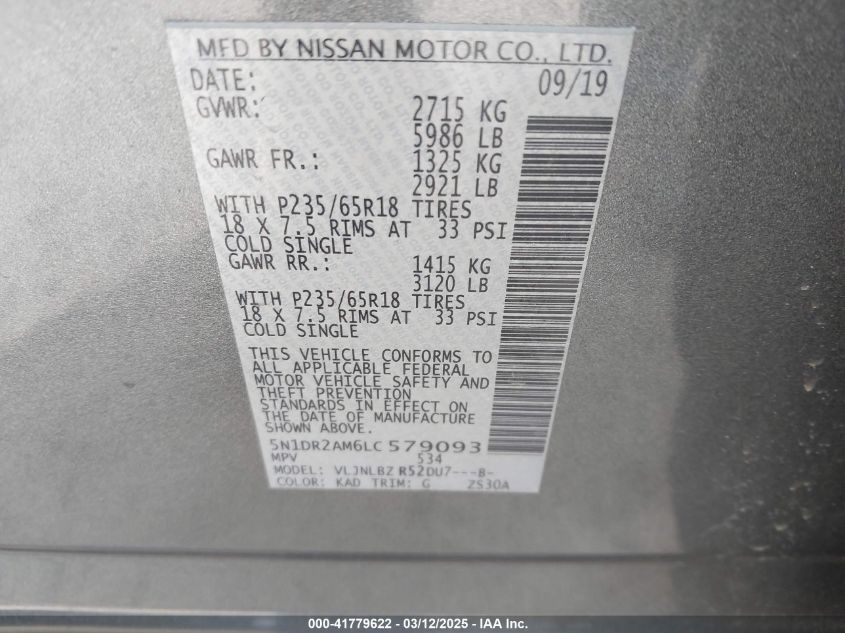 MFD BY NISSAN MOTOR CO., LTD.
DATE: 09/19
GVWR: 2715 KG
5986 LB
GAWR FR.: 1325 KG
2921 LB
WITH P235/65R18 TIRES
18 X 7.5 RIMS AT 33 PSI
COLD SINGLE
GAWR RR.: 1415 KG
3120 LB
WITH P235/65R18 TIRES
18 X 7.5 RIMS AT 33 PSI
COLD SINGLE
THIS VEHICLE CONFORMS TO
ALL APPLICABLE FEDERAL
MOTOR VEHICLE SAFETY AND
THEFT PREVENTION
STANDARDS IN EFFECT ON
THE DATE OF MANUFACTURE
SHOWN ABOVE.
5N1DR2AM6LC 579093
MPV 534
MODEL: VLJNLBZ R52DU7---B-
COLOR: KAD TRIM: G ZS30A
000-41779622 - 03/12/2025 - IAA Inc.